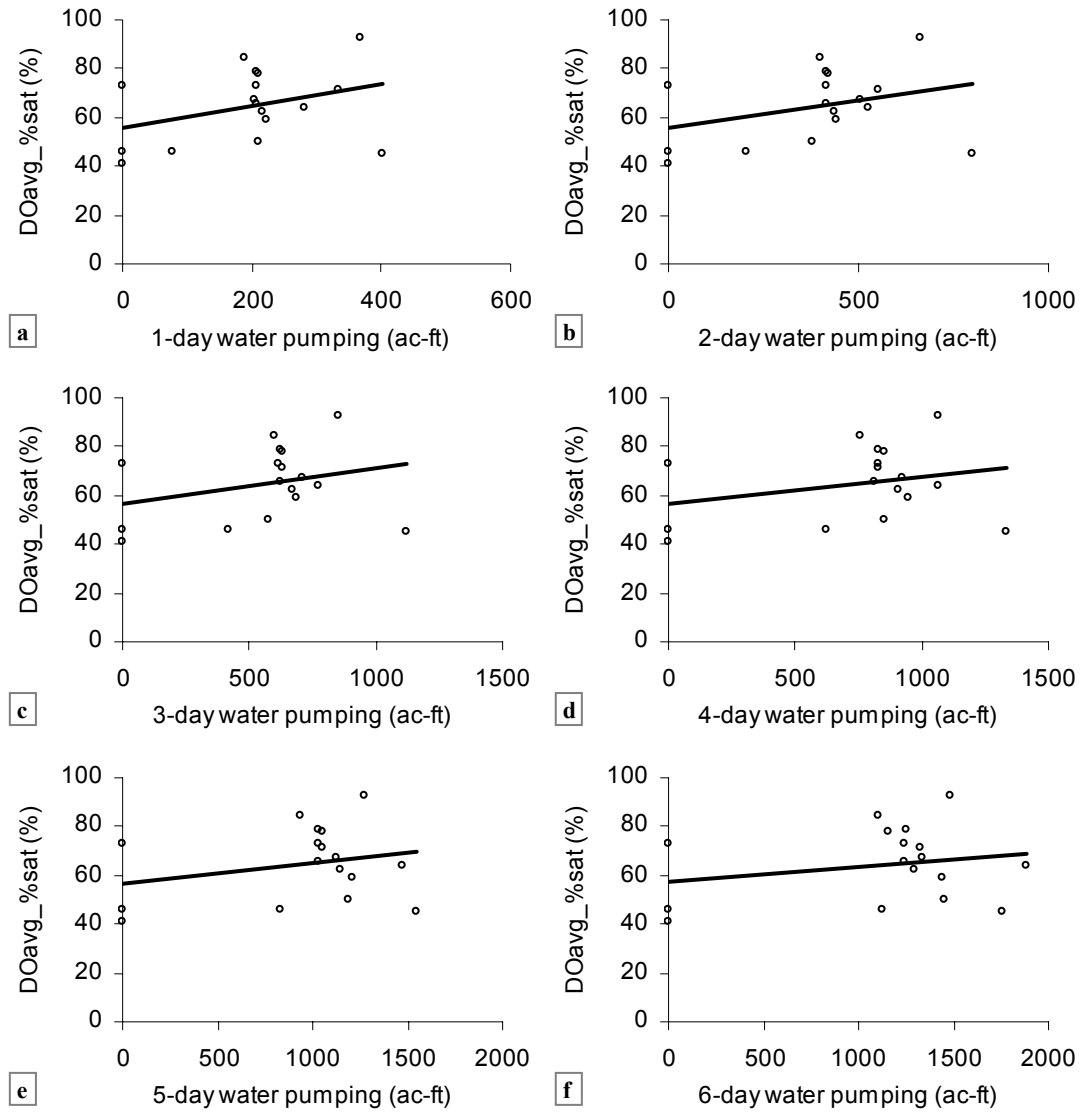 DOavg_%sat (%)
100
80
60
40
20
0
0 200 400 600
1-day water pumping (ac-ft)
a
DOavg_%sat (%)
100
80
60
40
20
0
0 500 1000
2-day water pumping (ac-ft)
b
DOavg_%sat (%)
100
80
60
40
20
0
0 500 1000 1500
3-day water pumping (ac-ft)
c
DOavg_%sat (%)
100
80
60
40
20
0
0 500 1000 1500
4-day water pumping (ac-ft)
d
DOavg_%sat (%)
100
80
60
40
20
0
0 500 1000 1500 2000
5-day water pumping (ac-ft)
e
DOavg_%sat (%)
100
80
60
40
20
0
0 500 1000 1500 2000
6-day water pumping (ac-ft)
f